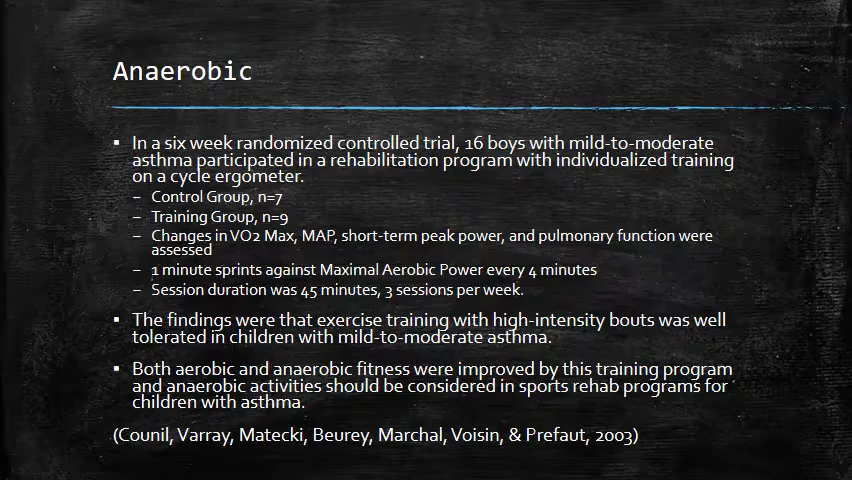 Anaerobic
▪ In a six week randomized controlled trial, 16 boys with mild-to-moderate
asthma participated in a rehabilitation program with individualized training
on a cycle ergometer.
– Control Group, n=7
– Training Group, n=9
– Changes in VO2 Max, MAP, short-term peak power, and pulmonary function were
assessed
– 1 minute sprints against Maximal Aerobic Power every 4 minutes
– Session duration was 45 minutes, 3 sessions per week.
▪ The findings were that exercise training with high-intensity bouts was well
tolerated in children with mild-to-moderate asthma.
▪ Both aerobic and anaerobic fitness were improved by this training program
and anaerobic activities should be considered in sports rehab programs for
children with asthma.
(Counil, Varray, Matecki, Beurey, Marchal, Voisin, & Prefaut, 2003)